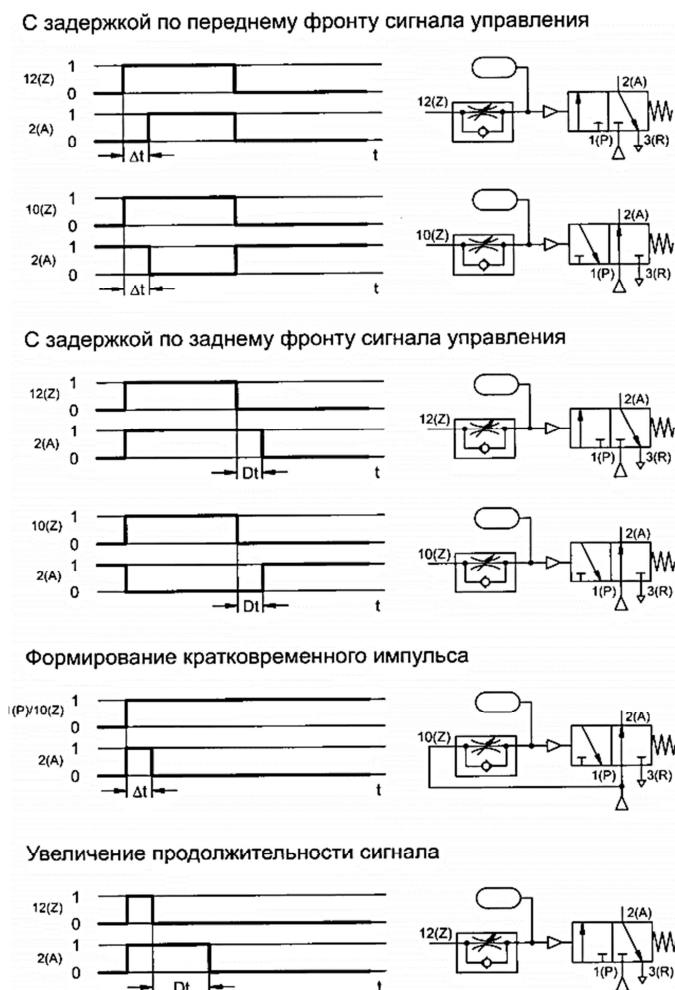 С задержкой по переднему фронту сигнала управления
12(Z) 1 0
2(A) 1 0
Δt t
12(Z) 2(A) 1(P) 3(R)
10(Z) 1 0
2(A) 1 0
Δt t
10(Z) 2(A) 1(P) 3(R)
С задержкой по заднему фронту сигнала управления
12(Z) 1 0
2(A) 1 0
Dt t
12(Z) 2(A) 1(P) 3(R)
10(Z) 1 0
2(A) 1 0
Dt t
10(Z) 2(A) 1(P) 3(R)
Формирование кратковременного импульса
1(P)/10(Z) 1 0
2(A) 1 0
Δt t
10(Z) 2(A) 1(P) 3(R)
Увеличение продолжительности сигнала
12(Z) 1 0
2(A) 1 0
Dt t
12(Z) 2(A) 1(P) 3(R)